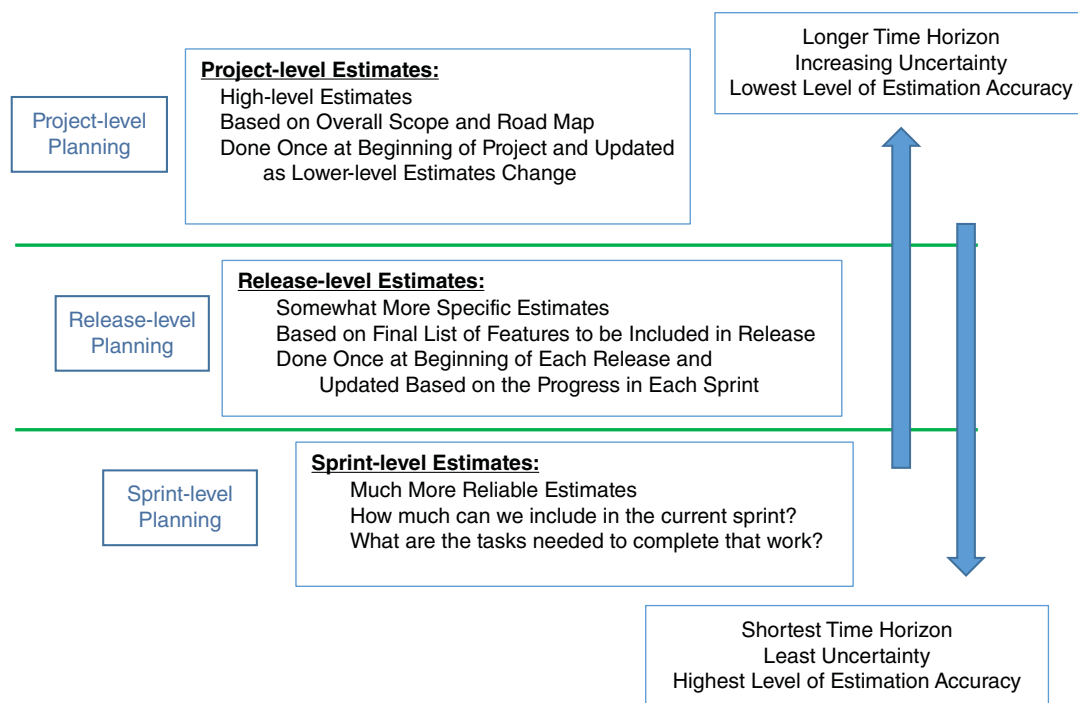 Longer Time Horizon
Increasing Uncertainty
Lowest Level of Estimation Accuracy
Project-level
Planning
Project-level Estimates:
High-level Estimates
Based on Overall Scope and Road Map
Done Once at Beginning of Project and Updated
as Lower-level Estimates Change
Release-level
Planning
Release-level Estimates:
Somewhat More Specific Estimates
Based on Final List of Features to be Included in Release
Done Once at Beginning of Each Release and
Updated Based on the Progress in Each Sprint
Sprint-level
Planning
Sprint-level Estimates:
Much More Reliable Estimates
How much can we include in the current sprint?
What are the tasks needed to complete that work?
Shortest Time Horizon
Least Uncertainty
Highest Level of Estimation Accuracy